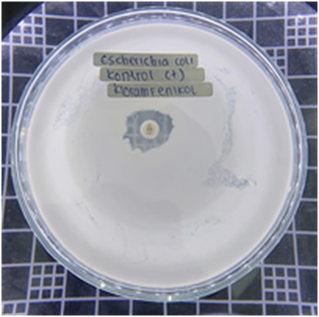 Escherichia coli
kontrol (+)
kloramfenikol